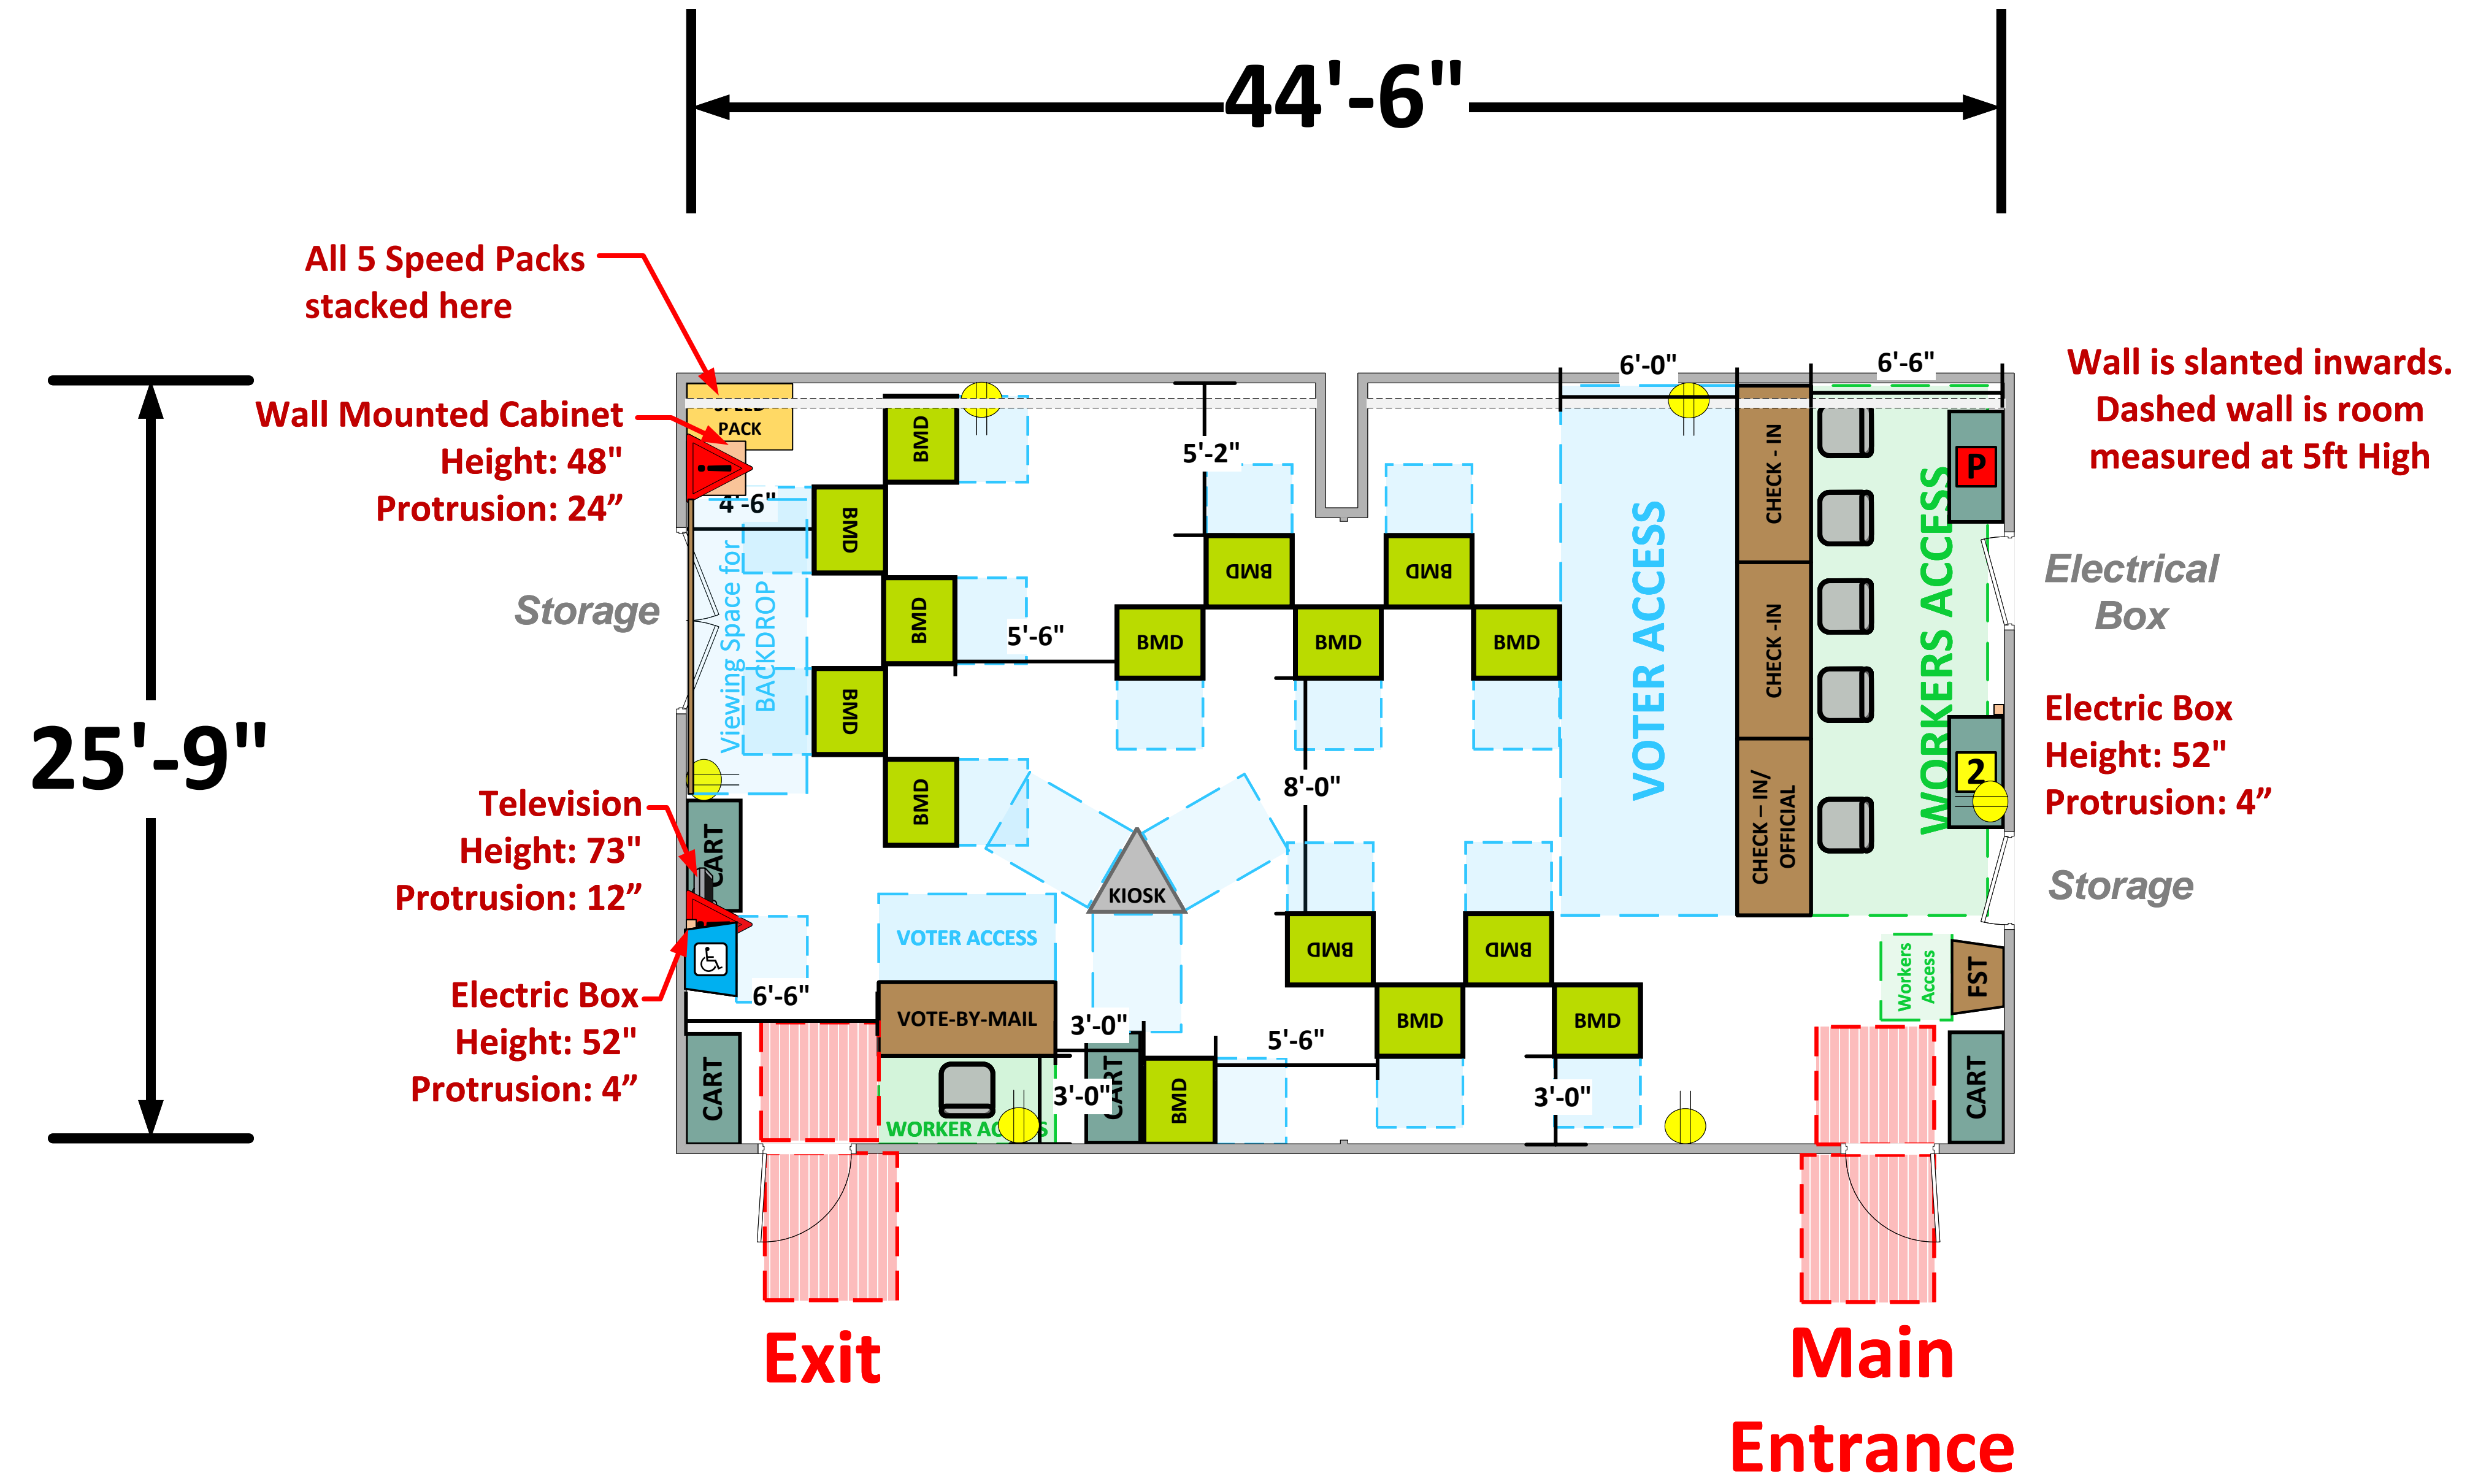 44'-6"
All 5 Speed Packs
stacked here
6'-0"
6'-6"
Wall is slanted inwards.
Dashed wall is room
measured at 5ft High
Wall Mounted Cabinet
Height: 48"
Protrusion: 24”
PACK
BMD
5'-2"
CHECK - IN
P
4'-6"
BMD
Viewing Space for
BACKDROP
VOTER ACCESS
WORKERS ACCESS
Electrical
Box
Storage
BMD
BMD
BMD
5'-6"
BMD
BMD
BMD
CHECK -IN
BMD
Electric Box
Height: 52"
Protrusion: 4”
25'-9"
BMD
8'-0"
CHECK – IN/
OFFICIAL
2
Television
Height: 73"
Protrusion: 12”
CART
KIOSK
Storage
VOTER ACCESS
BMD
BMD
Workers
Access
FST
Electric Box
Height: 52"
Protrusion: 4”
6'-6"
VOTE-BY-MAIL
3'-0"
BMD
BMD
5'-6"
CART
3'-0"
CART
BMD
3'-0"
CART
WORKER
Exit
Main
Entrance